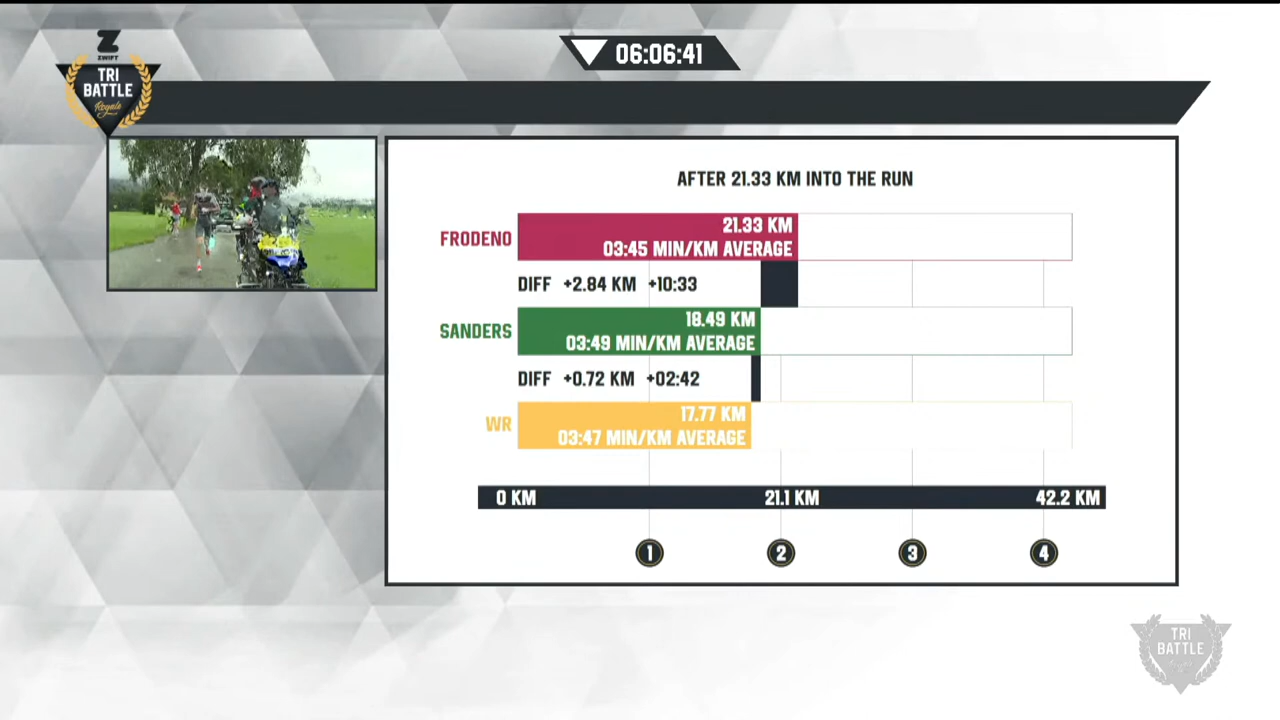 06:06:41
ZWIFT
TRI
BATTLE
Royale
AFTER 21.33 KM INTO THE RUN
FRODENO
21.33 KM
03:45 MIN/KM AVERAGE
DIFF +2.84 KM +10:33
SANDERS
18.49 KM
03:49 MIN/KM AVERAGE
DIFF +0.72 KM +02:42
WR
17.77 KM
03:47 MIN/KM AVERAGE
0 KM 21.1 KM 42.2 KM
1 2 3 4
TRI
BATTLE
Royale